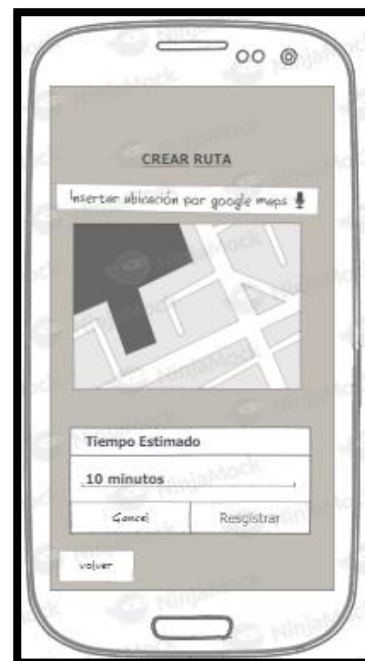 CREAR RUTA
Insertar ubicación por google maps
Tiempo Estimado
10 minutos
Cancel Resgistrar
volver